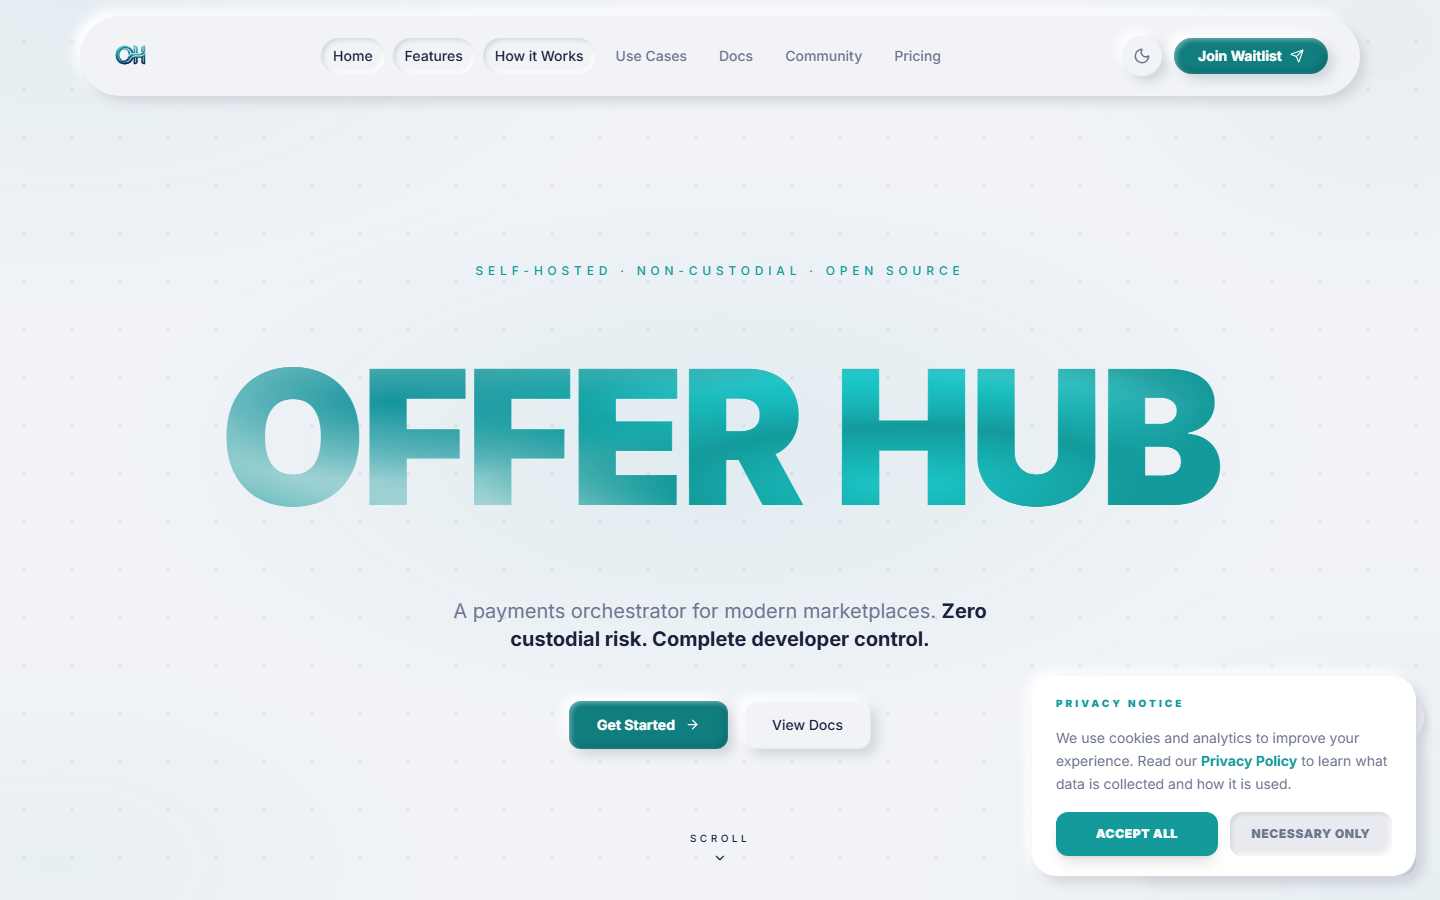 OH
Home
Features
How it Works
Use Cases
Docs
Community
Pricing
Join Waitlist
SELF-HOSTED · NON-CUSTODIAL · OPEN SOURCE
OFFER HUB
A payments orchestrator for modern marketplaces. Zero
custodial risk. Complete developer control.
Get Started
View Docs
SCROLL
PRIVACY NOTICE
We use cookies and analytics to improve your
experience. Read our Privacy Policy to learn what
data is collected and how it is used.
ACCEPT ALL
NECESSARY ONLY